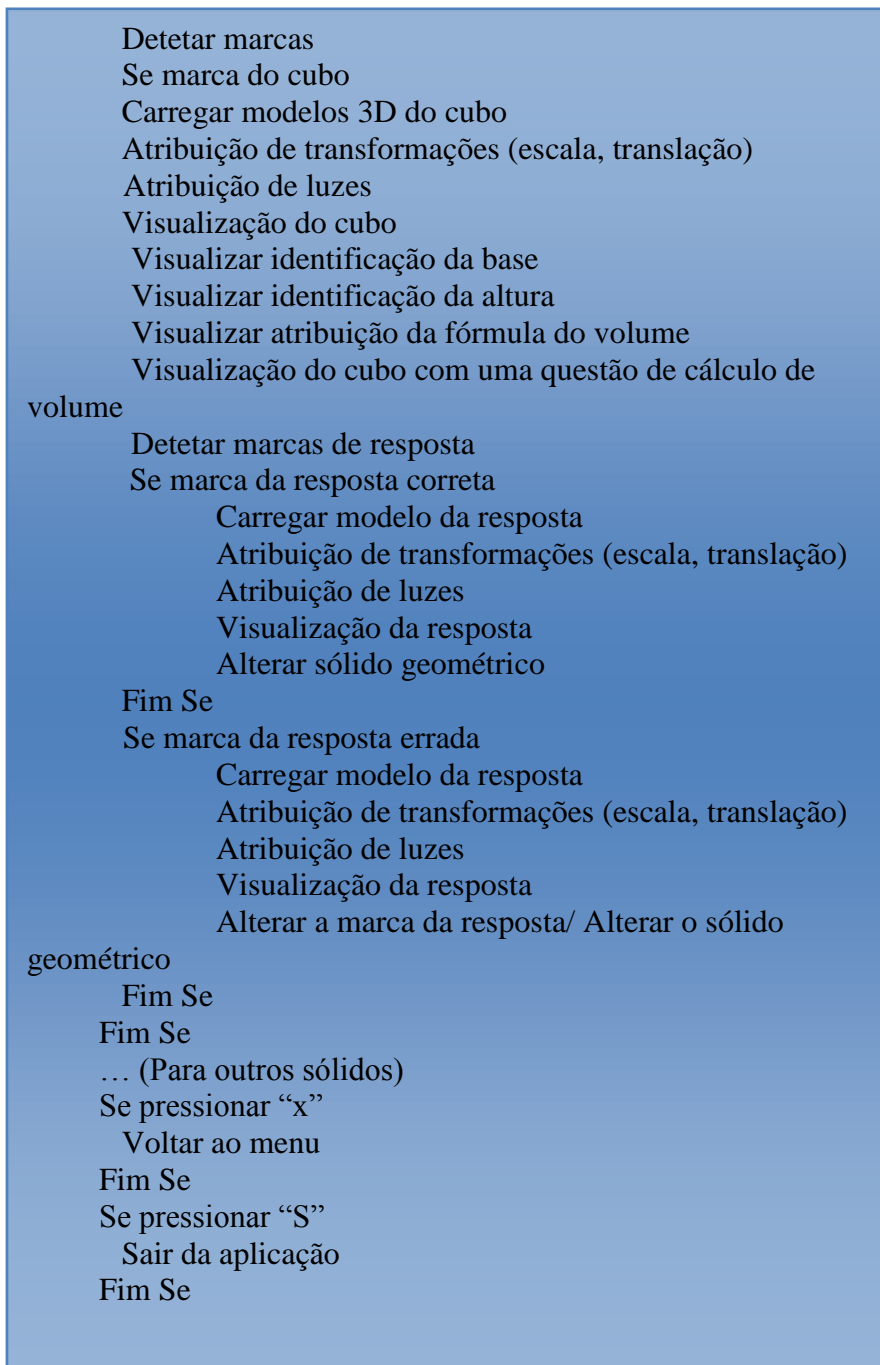 Detetar marcas
Se marca do cubo
Carregar modelos 3D do cubo
Atribuição de transformações (escala, translação)
Atribuição de luzes
Visualização do cubo
Visualizar identificação da base
Visualizar identificação da altura
Visualizar atribuição da fórmula do volume
Visualização do cubo com uma questão de cálculo de
volume
Detetar marcas de resposta
Se marca da resposta correta
Carregar modelo da resposta
Atribuição de transformações (escala, translação)
Atribuição de luzes
Visualização da resposta
Alterar sólido geométrico
Fim Se
Se marca da resposta errada
Carregar modelo da resposta
Atribuição de transformações (escala, translação)
Atribuição de luzes
Visualização da resposta
Alterar a marca da resposta/ Alterar o sólido
geométrico
Fim Se
Fim Se
… (Para outros sólidos)
Se pressionar “x”
Voltar ao menu
Fim Se
Se pressionar “S”
Sair da aplicação
Fim Se